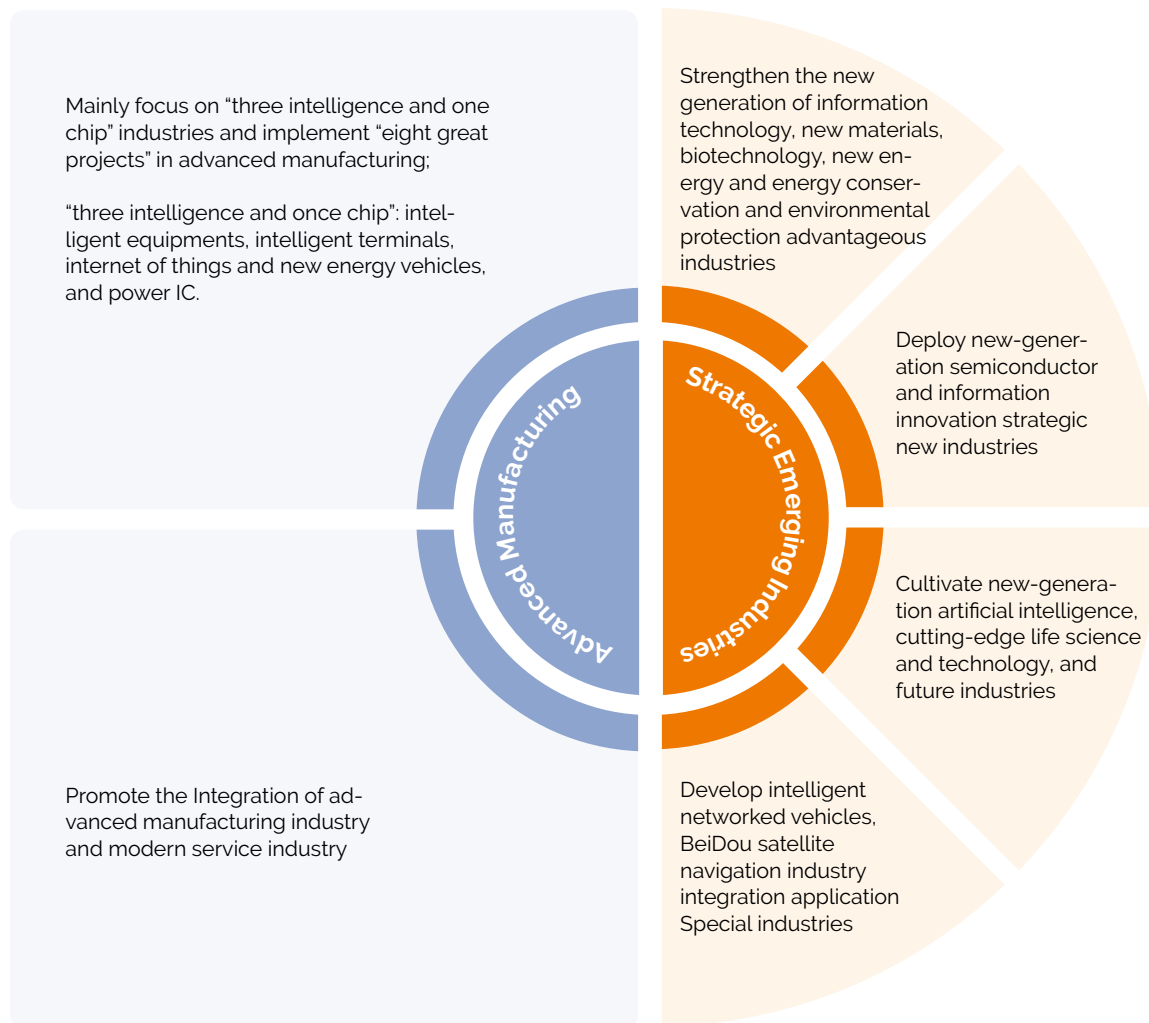 Mainly focus on “three intelligence and one
chip” industries and implement “eight great
projects” in advanced manufacturing;
“three intelligence and once chip”: intel-
ligent equipments, intelligent terminals,
internet of things and new energy vehicles,
and power IC.
Promote the Integration of ad-
vanced manufacturing industry
and modern service industry
Advanced Manufacturing
Strategic Emerging Industries
Strengthen the new
generation of information
technology, new materials,
biotechnology, new en-
ergy and energy conser-
vation and environmental
protection advantageous
industries
Deploy new-gener-
ation semiconductor
and information
innovation strategic
new industries
Cultivate new-genera-
tion artificial intelligence,
cutting-edge life science
and technology, and
future industries
Develop intelligent
networked vehicles,
BeiDou satellite
navigation industry
integration application
Special industries